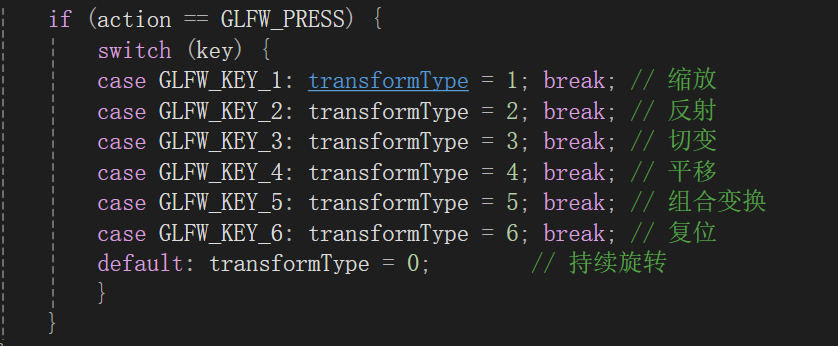 if (action == GLFW_PRESS) {
switch (key) {
case GLFW_KEY_1: transformType = 1; break; // 缩放
case GLFW_KEY_2: transformType = 2; break; // 反射
case GLFW_KEY_3: transformType = 3; break; // 切变
case GLFW_KEY_4: transformType = 4; break; // 平移
case GLFW_KEY_5: transformType = 5; break; // 组合变换
case GLFW_KEY_6: transformType = 6; break; // 复位
default: transformType = 0; // 持续旋转
}
}